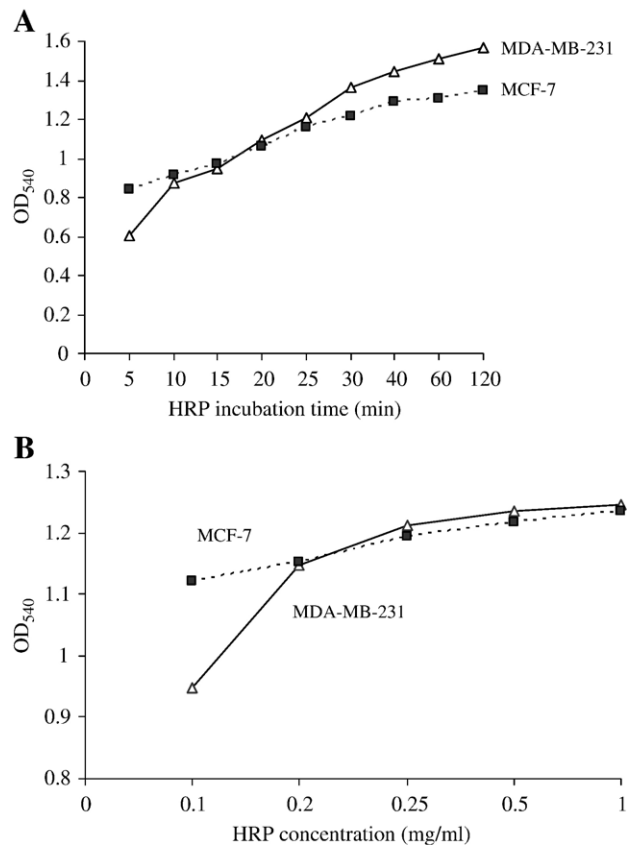 A
1.6
1.4
1.2
1
0.8
0.6
0.4
0.2
0
OD540
MDA-MB-231
MCF-7
0 5 10 15 20 25 30 40 60 120
HRP incubation time (min)
B
1.3
1.2
1.1
1
0.9
0.8
OD540
MCF-7
MDA-MB-231
0 0.1 0.2 0.25 0.5 1
HRP concentration (mg/ml)